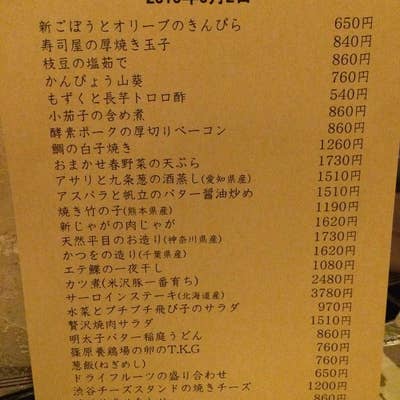 新ごぼうとオリーブのきんぴら 650円
寿司屋の厚焼き玉子 840円
枝豆の塩茹で 860円
かんぴょう山葵 760円
もずくと長芋トロロ酢 540円
小茄子の含め煮 860円
酵素ポークの厚切りベーコン 860円
鯛の白子焼き 1260円
おまかせ春野菜の天ぷら 1730円
アサリと九条葱の酒蒸し(愛知県産) 1510円
アスパラと帆立のバター醤油炒め 1510円
焼き竹の子(熊本県産) 1190円
新じゃがの肉じゃが 1620円
天然平目のお造り(神奈川県産) 1730円
かつをの造り(千葉県産) 1620円
エテ鰈の一夜干し 1080円
カツ煮(米沢豚一番育ち) 2480円
サーロインステーキ(北海道産) 3780円
水菜とプチプチ飛び子のサラダ 970円
贅沢焼肉サラダ 1510円
明太子バター稲庭うどん 860円
篠原養鶏場の卵のT.K.G 760円
葱飯(ねぎめし) 760円
ドライフルーツの盛り合わせ 650円
渋谷チーズスタンドの焼きチーズ 1200円
860円